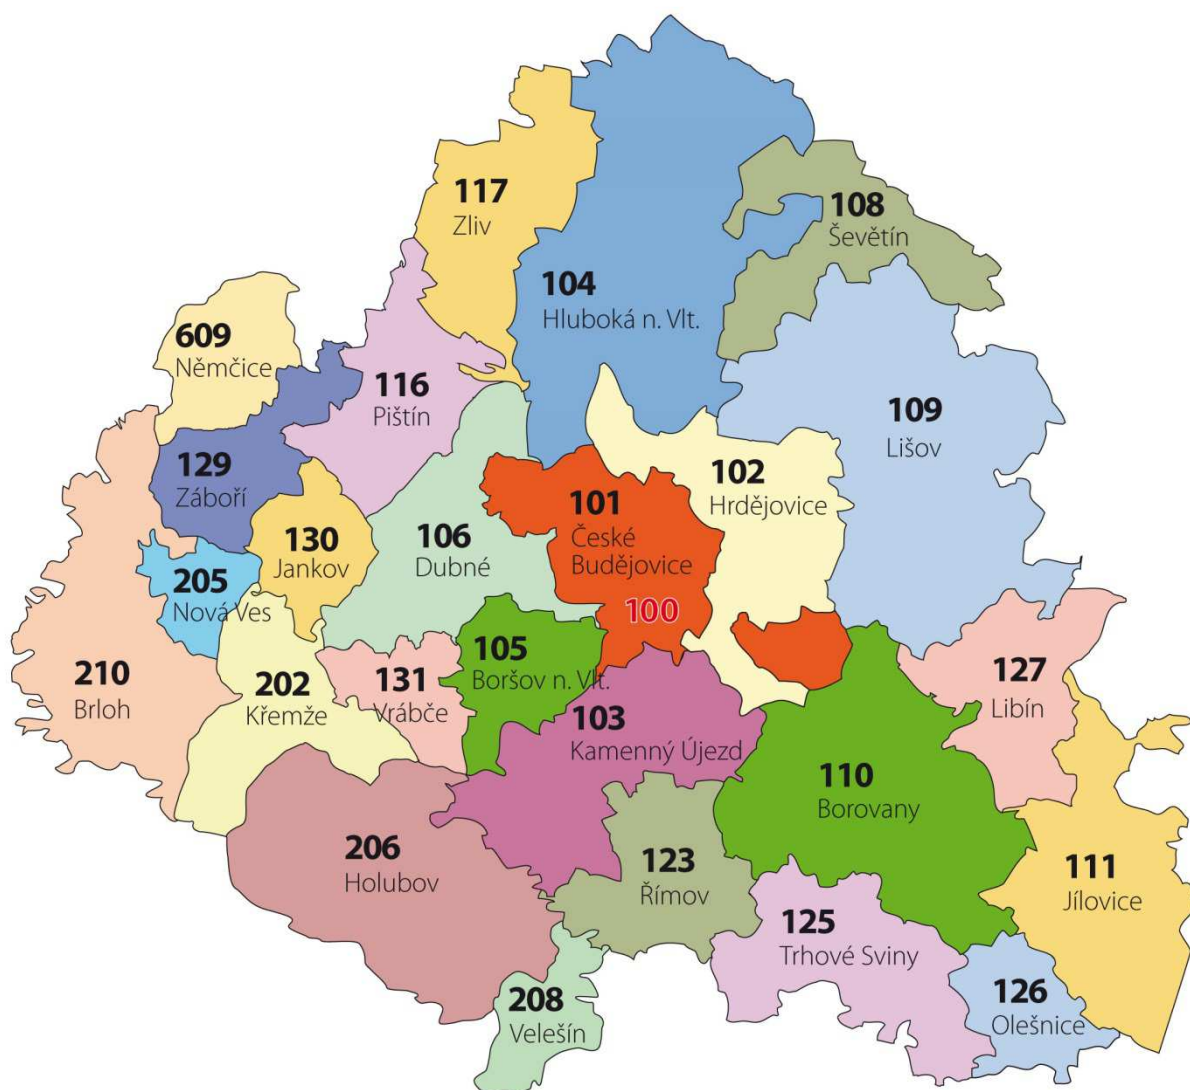 117
Zliv
108
Ševětín
104
Hluboká n. Vlt.
609
Němčice
116
Pištín
109
Lišov
129
Záboří
102
Hrdějovice
101
České
Budějovice
100
130
Jankov
106
Dubné
205
Nová Ves
105
Boršov n. Vlt.
127
Libín
210
Brloh
202
Křemže
131
Vrábče
103
Kamenný Újezd
110
Borovany
206
Holubov
123
Římov
111
Jílovice
125
Trhové Sviny
208
Velešín
126
Olešnice